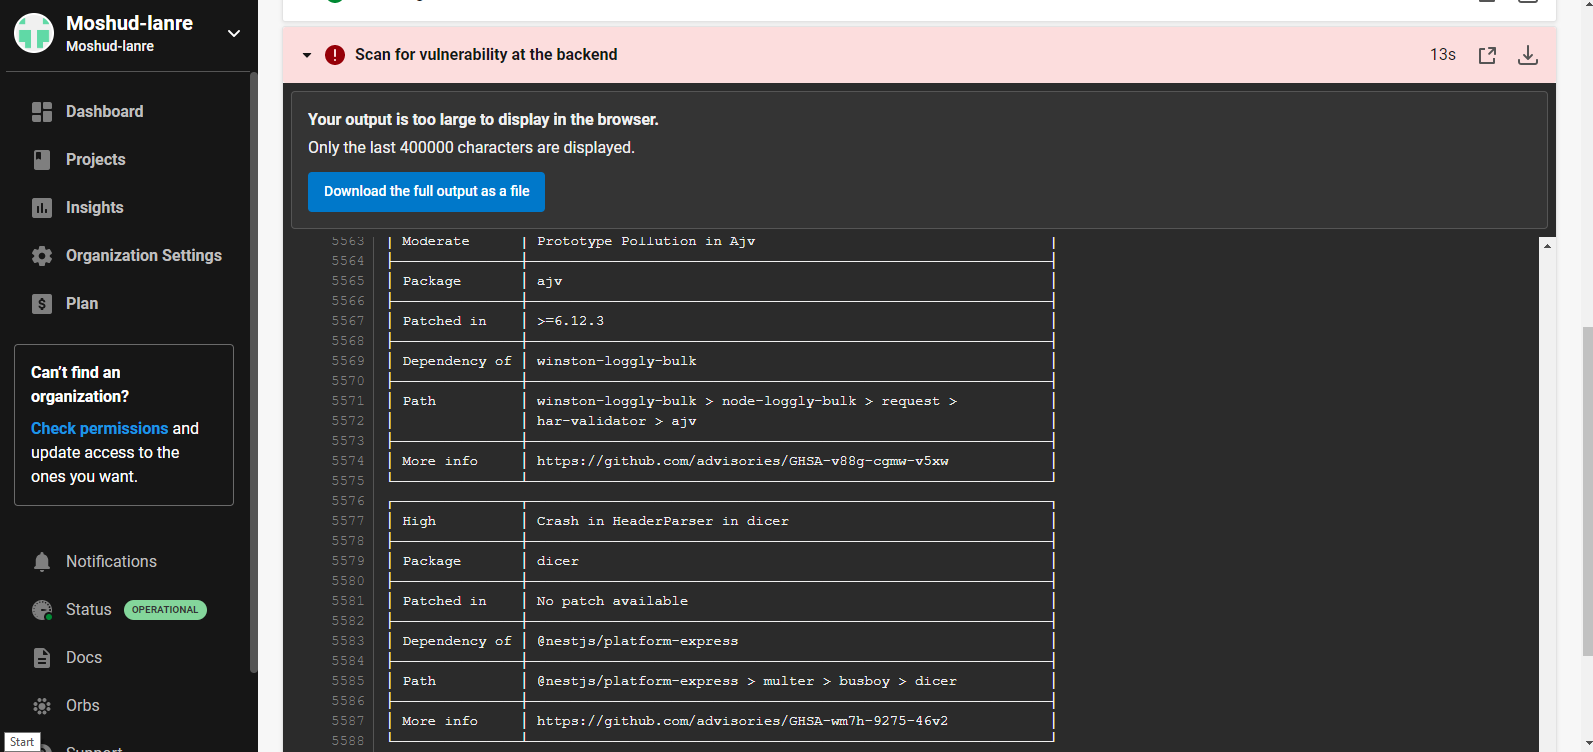 Moshud-lanre
Moshud-lanre
Dashboard
Projects
Insights
Organization Settings
Plan
Can't find an
organization?
Check permissions and
update access to the
ones you want.
Notifications
Status OPERATIONAL
Docs
Orbs
Support
Start
Scan for vulnerability at the backend 13s
Your output is too large to display in the browser.
Only the last 400000 characters are displayed.
Download the full output as a file
5563 Moderate Prototype Pollution in Ajv
5564
5565 Package ajv
5566
5567 Patched in >=6.12.3
5568
5569 Dependency of winston-loggly-bulk
5570
5571 Path winston-loggly-bulk > node-loggly-bulk > request >
5572 har-validator > ajv
5573
5574 More info https://github.com/advisories/GHSA-v88g-cgmw-v5xw
5575
5576
5577 High Crash in HeaderParser in dicer
5578
5579 Package dicer
5580
5581 Patched in No patch available
5582
5583 Dependency of @nestjs/platform-express
5584
5585 Path @nestjs/platform-express > multer > busboy > dicer
5586
5587 More info https://github.com/advisories/GHSA-wm7h-9275-46v2
5588